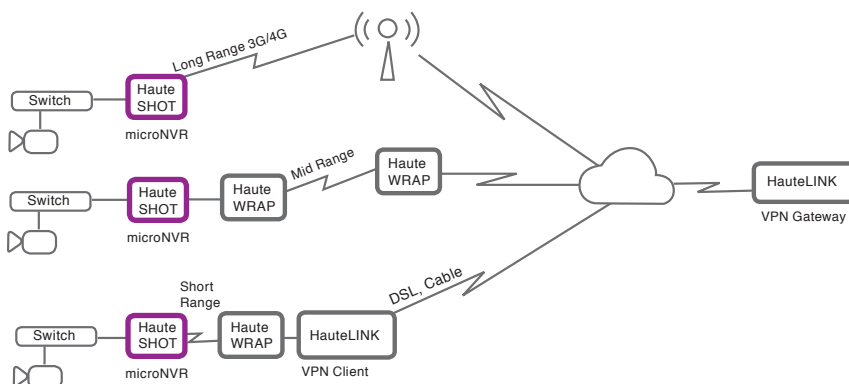 Long Range 3G/4G
Switch
Haute
SHOT
microNVR
Switch
Haute
SHOT
microNVR
Haute
WRAP
Mid Range
Haute
WRAP
HauteLINK
VPN Gateway
Short
Range
DSL, Cable
Switch
Haute
SHOT
microNVR
Haute
WRAP
HauteLINK
VPN Client